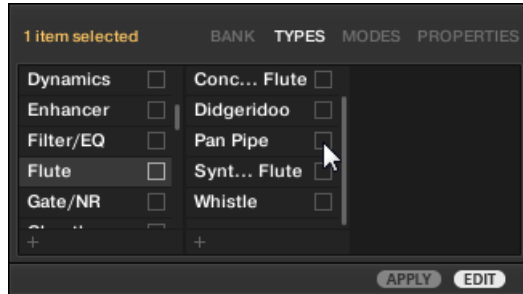 1 item selected BANK TYPES MODES PROPERTIES
Dynamics Conc... Flute
Enhancer Didgeridoo
Filter/EQ Pan Pipe
Flute Synt... Flute
Gate/NR Whistle
+ +
APPLY EDIT